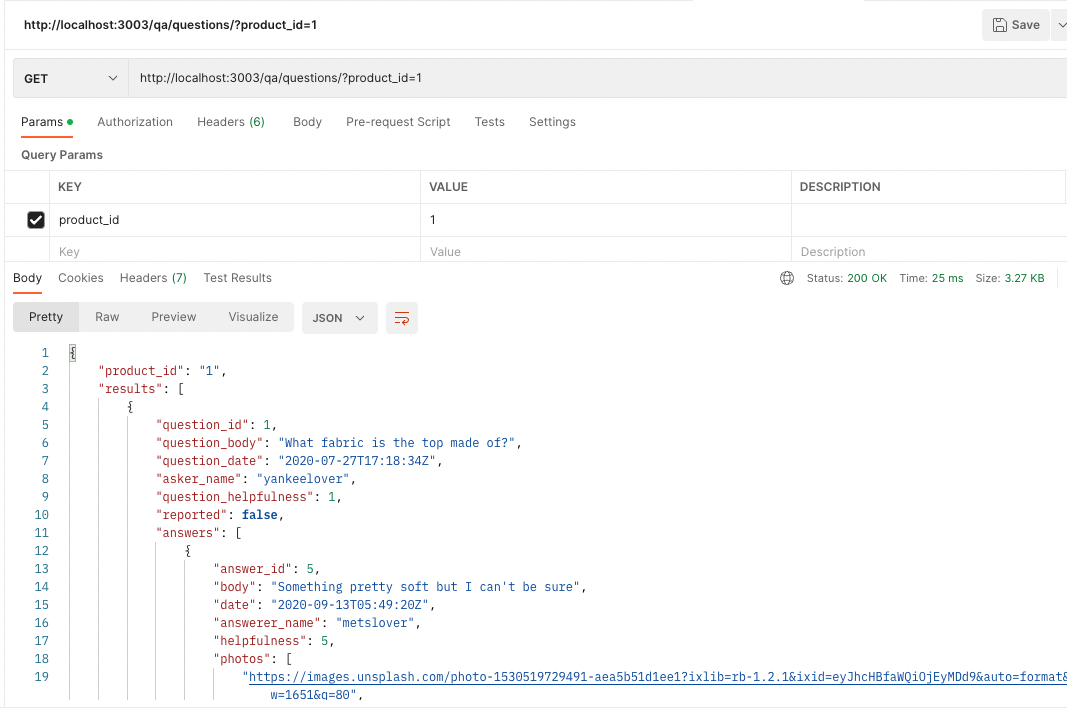 http://localhost:3003/qa/questions/?product_id=1
Save
GET http://localhost:3003/qa/questions/?product_id=1
Params Authorization Headers (6) Body Pre-request Script Tests Settings
Query Params
KEY VALUE DESCRIPTION
product_id 1
Key Value Description
Body Cookies Headers (7) Test Results Status: 200 OK Time: 25 ms Size: 3.27 KB
Pretty Raw Preview Visualize JSON
1 {
2 "product_id": "1",
3 "results": [
4 {
5 "question_id": 1,
6 "question_body": "What fabric is the top made of?",
7 "question_date": "2020-07-27T17:18:34Z",
8 "asker_name": "yankeelover",
9 "question_helpfulness": 1,
10 "reported": false,
11 "answers": [
12 {
13 "answer_id": 5,
14 "body": "Something pretty soft but I can't be sure",
15 "date": "2020-09-13T05:49:20Z",
16 "answerer_name": "metslover",
17 "helpfulness": 5,
18 "photos": [
19 "https://images.unsplash.com/photo-1530519729491-aea5b51d1ee1?ixlib=rb-1.2.1&ixid=eyJhcHBfaWQiOjEyMDd9&auto=format&
w=1651&q=80",